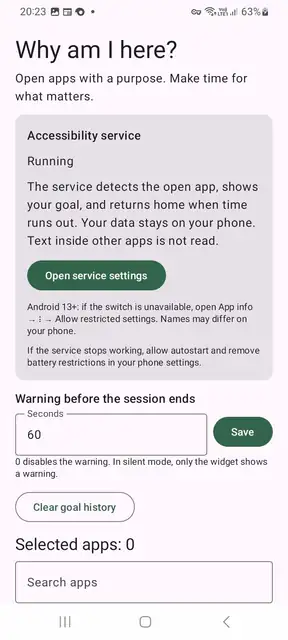 20:23 63%
Why am I here?
Open apps with a purpose. Make time for
what matters.
Accessibility service
Running
The service detects the open app, shows
your goal, and returns home when time
runs out. Your data stays on your phone.
Text inside other apps is not read.
Open service settings
Android 13+: if the switch is unavailable, open App info
→ ⋮ → Allow restricted settings. Names may differ on
your phone.
If the service stops working, allow autostart and remove
battery restrictions in your phone settings.
Warning before the session ends
Seconds
60
Save
0 disables the warning. In silent mode, only the widget shows
a warning.
Clear goal history
Selected apps: 0
Search apps